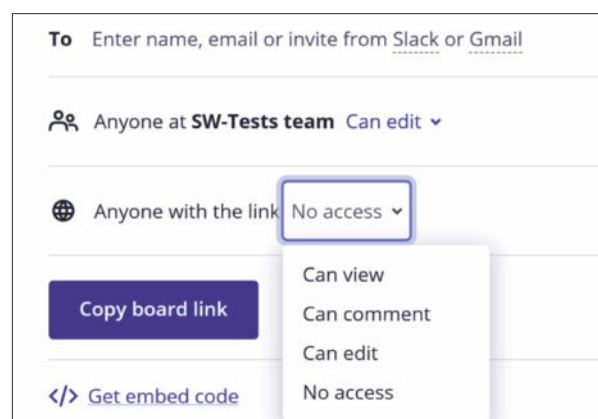 To Enter name, email or invite from Slack or Gmail
Anyone at SW-Tests team Can edit
Anyone with the link No access
Can view
Copy board link
Can comment
Can edit
</> Get embed code
No access